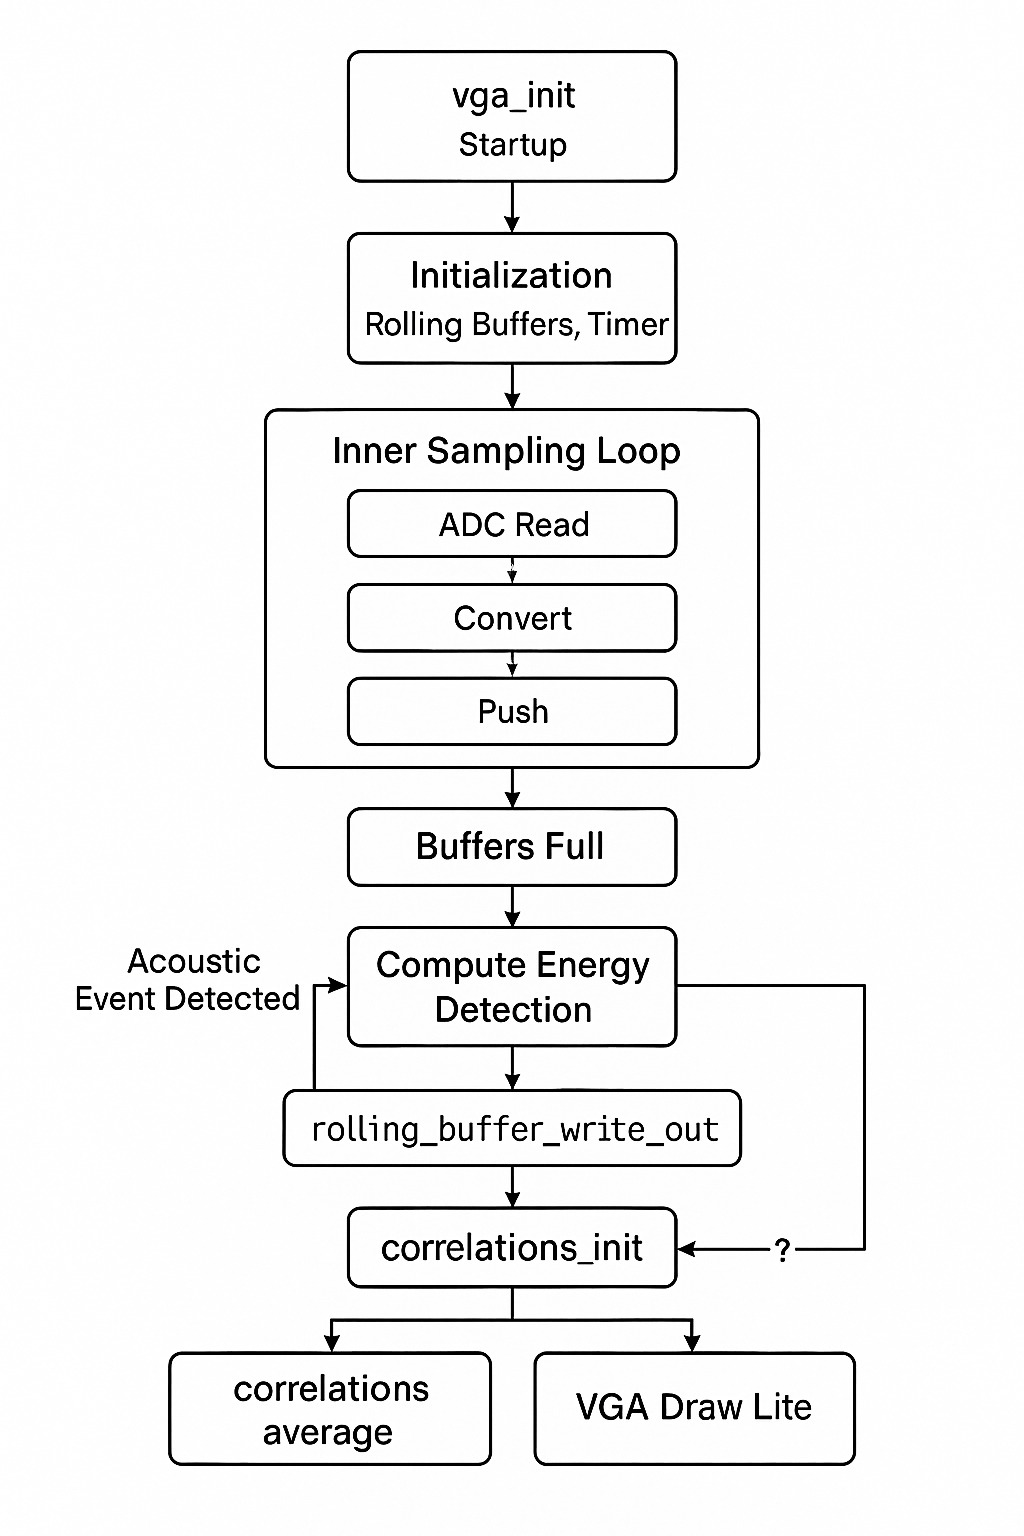 vga_init
Startup
Initialization
Rolling Buffers, Timer
Inner Sampling Loop
ADC Read
Convert
Push
Buffers Full
Acoustic
Event Detected
Compute Energy
Detection
rolling_buffer_write_out
correlations_init
?
correlations
average
VGA Draw Lite